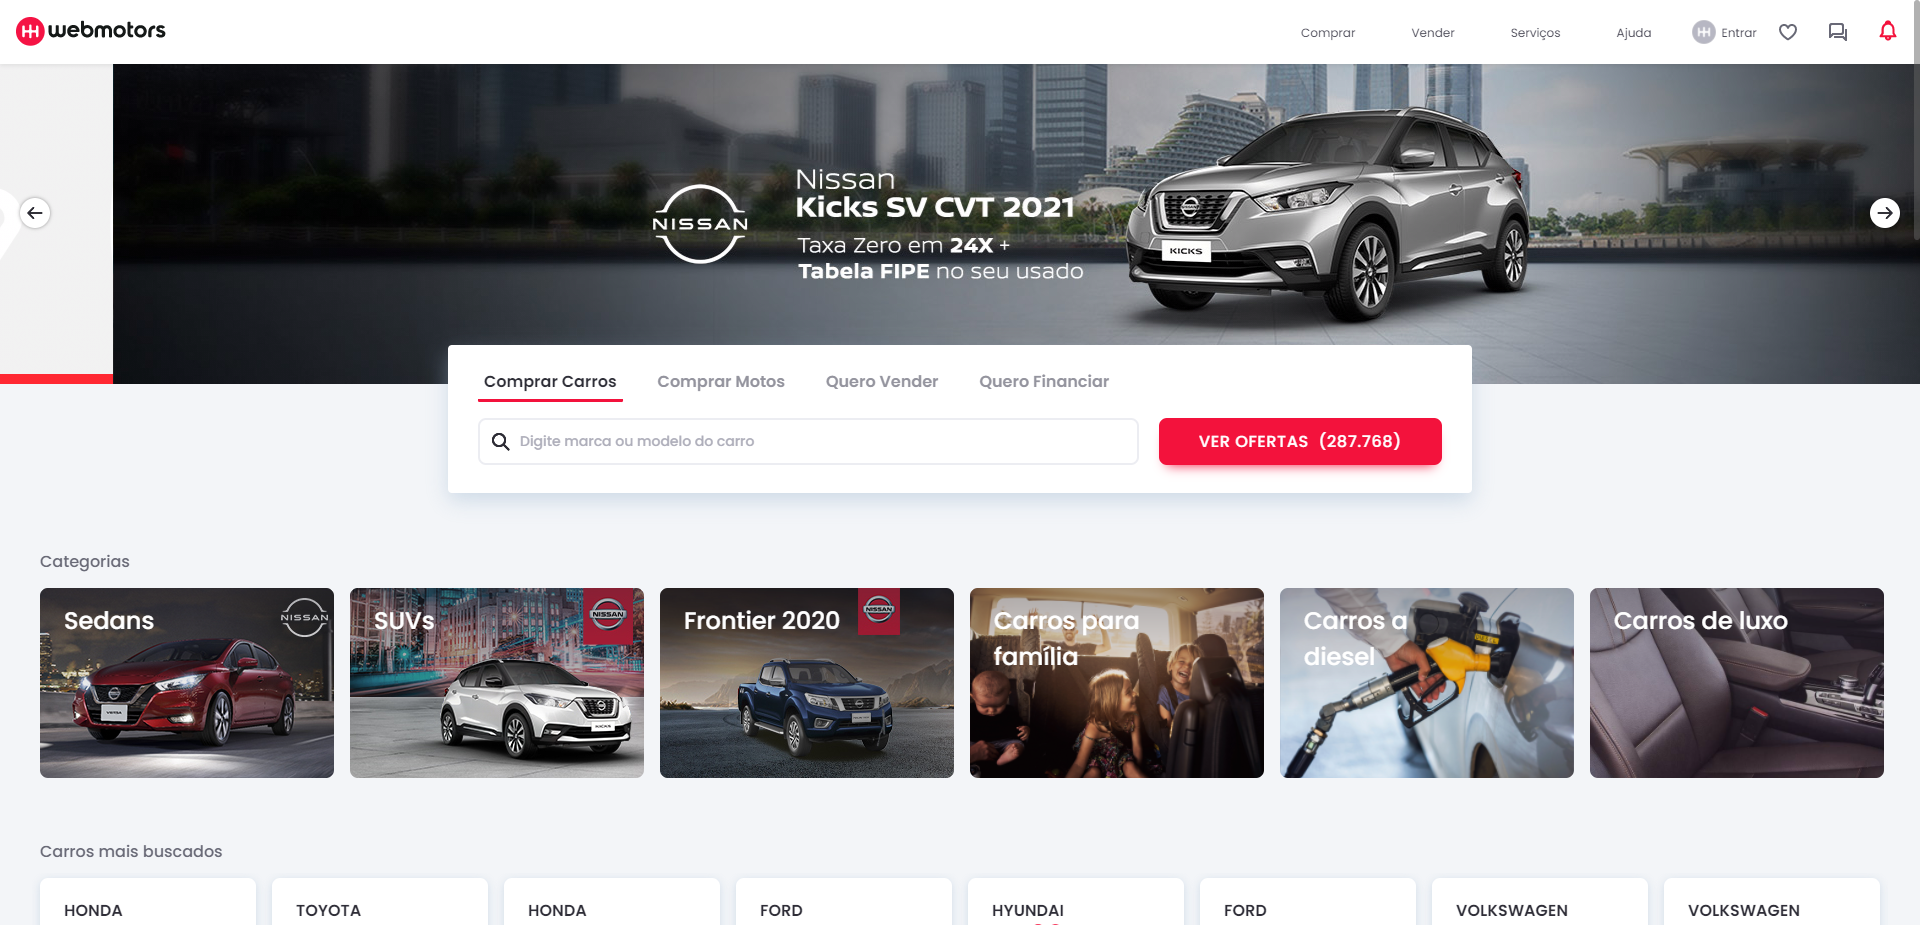 webmotors
Comprar
Vender
Serviços
Ajuda
Entrar
NISSAN
Nissan
Kicks SV CVT 2021
Taxa Zero em 24X +
Tabela FIPE no seu usado
KICKS
Comprar Carros
Comprar Motos
Quero Vender
Quero Financiar
Digite marca ou modelo do carro
VER OFERTAS (287.768)
Categorias
Sedans
NISSAN
SUVs
NISSAN
KICKS
Frontier 2020
NISSAN
Carros para
família
Carros a
diesel
Carros de luxo
Carros mais buscados
HONDA
TOYOTA
HONDA
FORD
HYUNDAI
FORD
VOLKSWAGEN
VOLKSWAGEN